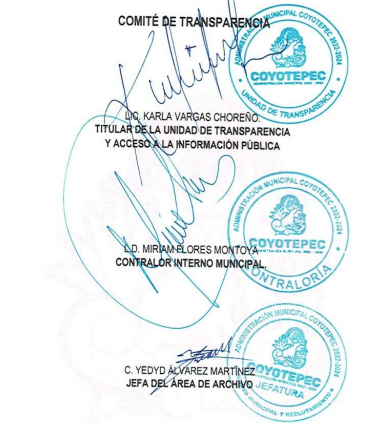 COMITÉ DE TRANSPARENCIA
ADMINISTRACIÓN MUNICIPAL COYOTEPEC 2022-2024
COYOTEPEC
UNIDAD DE TRANSPARENCIA
LIC. KARLA VARGAS CHOREÑO.
TITULAR DE LA UNIDAD DE TRANSPARENCIA
Y ACCESO A LA INFORMACIÓN PÚBLICA
ADMINISTRACIÓN MUNICIPAL COYOTEPEC 2022-2024
COYOTEPEC
CONTRALORÍA
L.D. MIRIAM FLORES MONTOYA
CONTRALOR INTERNO MUNICIPAL.
ADMINISTRACIÓN MUNICIPAL COYOTEPEC 2022-2024
COYOTEPEC
JEFATURA
MUNICIPAL Y RECLUTAMIENTO
C. YEDYD ÁLVAREZ MARTÍNEZ
JEFA DEL ÁREA DE ARCHIVO